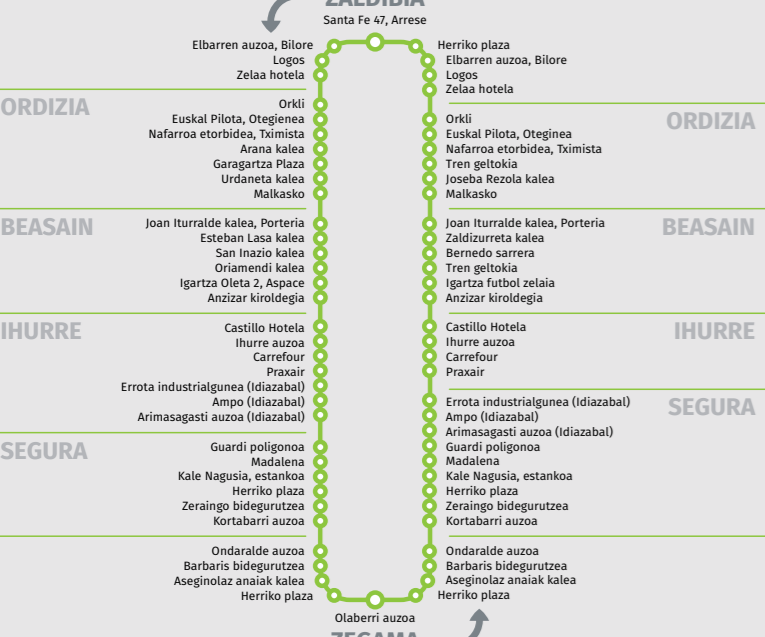 ZALDIBIA
Santa Fe 47, Arrese
Elbarren auzoa, Bilore
Logos
Zelaa hotela
ORDIZIA
Orkli
Euskal Pilota, Otegienea
Nafarroa etorbidea, Tximista
Arana kalea
Garagartza Plaza
Urdaneta kalea
Malkasko
BEASAIN
Joan Iturralde kalea, Porteria
Esteban Lasa kalea
San Inazio kalea
Oriamendi kalea
Igartza Oleta 2, Aspace
Anzizar kiroldegia
IHURRE
Castillo Hotela
Ihurre auzoa
Carrefour
Praxair
Errota industrialgunea (Idiazabal)
Ampo (Idiazabal)
Arimasagasti auzoa (Idiazabal)
SEGURA
Guardi poligonoa
Madalena
Kale Nagusia, estankoa
Herriko plaza
Zeraingo bidegurutzea
Kortabarri auzoa
Ondaralde auzoa
Barbaris bidegurutzea
Aseginolaz anaiak kalea
Herriko plaza
Herriko plaza
Elbarren auzoa, Bilore
Logos
Zelaa hotela
ORDIZIA
Orkli
Euskal Pilota, Oteginea
Nafarroa etorbidea, Tximista
Tren geltokia
Joseba Rezola kalea
Malkasko
BEASAIN
Joan Iturralde kalea, Porteria
Zaldizurreta kalea
Bernedo sarrera
Tren geltokia
Igartza futbol zelaia
Anzizar kiroldegia
IHURRE
Castillo Hotela
Ihurre auzoa
Carrefour
Praxair
SEGURA
Errota industrialgunea (Idiazabal)
Ampo (Idiazabal)
Arimasagasti auzoa (Idiazabal)
Guardi poligonoa
Madalena
Kale Nagusia, estankoa
Herriko plaza
Zeraingo bidegurutzea
Kortabarri auzoa
Ondaralde auzoa
Barbaris bidegurutzea
Aseginolaz anaiak kalea
Herriko plaza
Olaberri auzoa
ZEGAMA